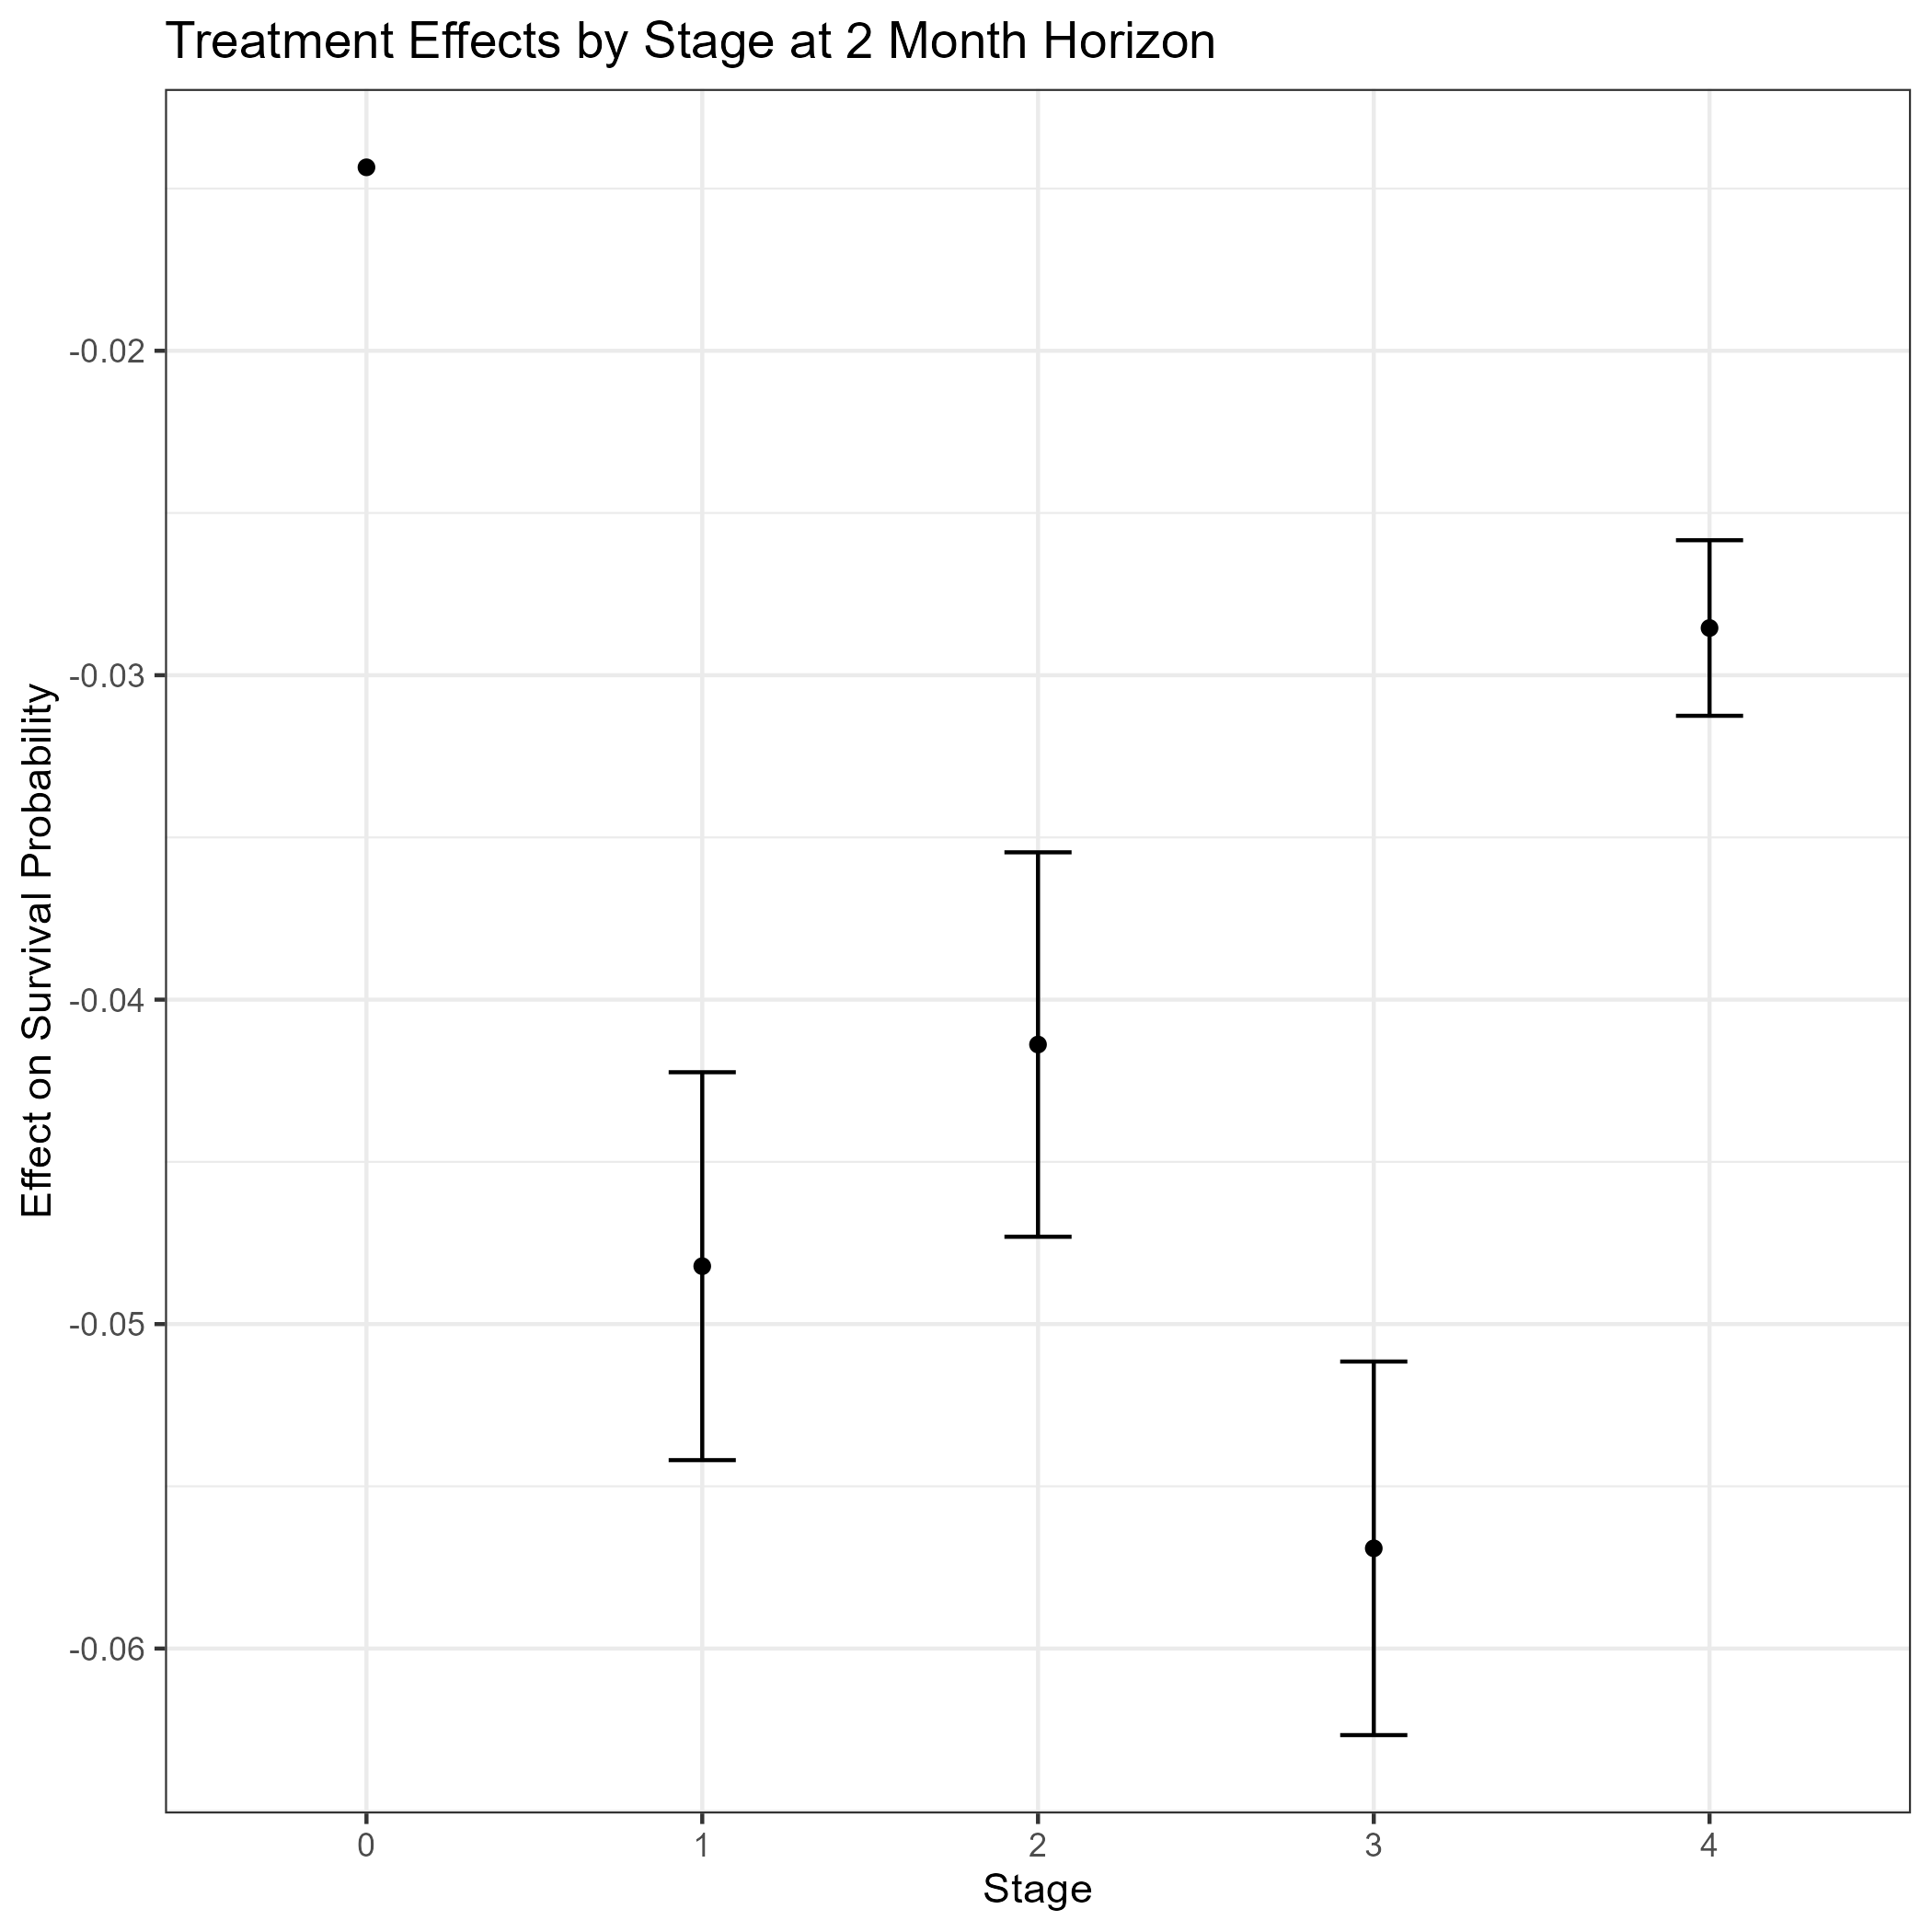 Treatment Effects by Stage at 2 Month Horizon
Effect on Survival Probability
-0.02
-0.03
-0.04
-0.05
-0.06
0 1 2 3 4
Stage